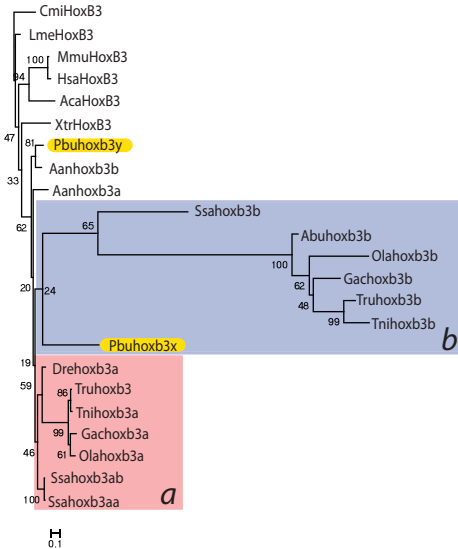 CmiHoxB3
LmeHoxB3
100 MmuHoxB3
94 HsaHoxB3
AcaHoxB3
XtrHoxB3
47
81 Pbuhoxb3y
Aanhoxb3b
33
Aanhoxb3a
Ssahoxb3b
62 65
Abuhoxb3b
Olahoxb3b
100
Gachoxb3b
62
20 24
Truhoxb3b
48
99 Tnihoxb3b
b
Pbuhoxb3x
19
Drehoxb3a
59
86 Truhoxb3
Tnihoxb3a
99 Gachoxb3a
46 61 Olahoxb3a
Ssahoxb3ab
a
100 Ssahoxb3aa
0.1